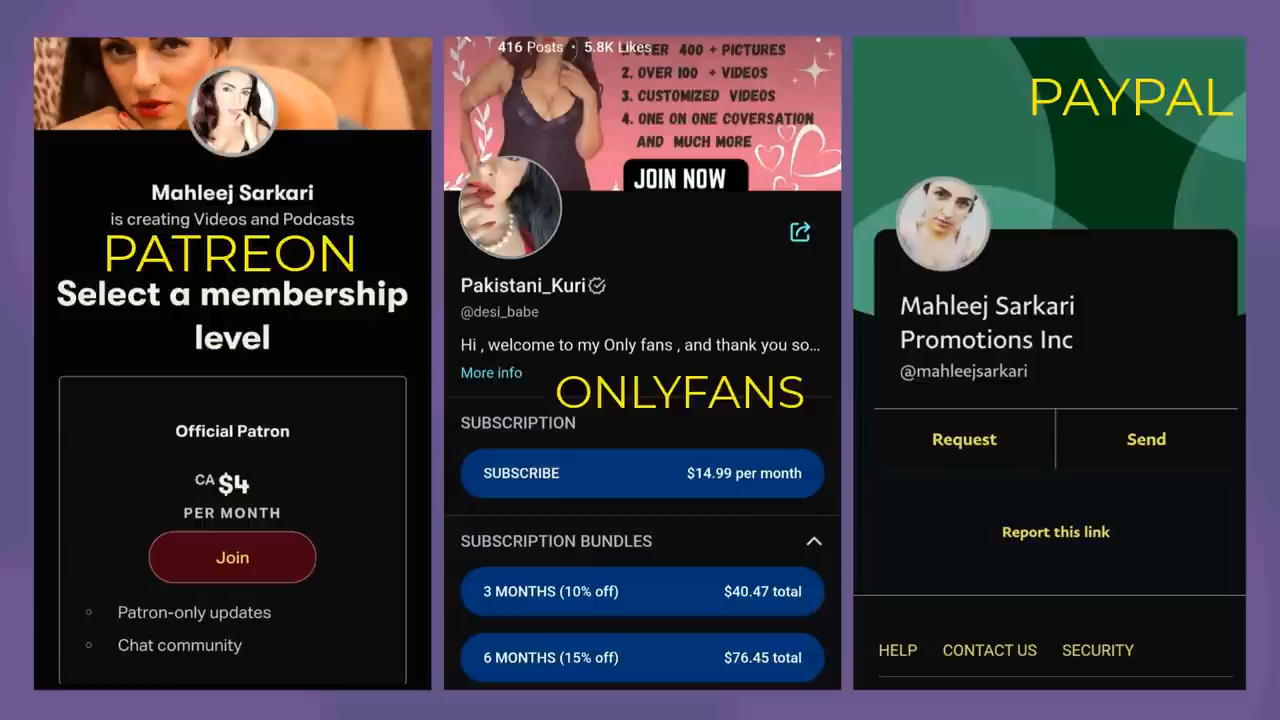 Mahleej Sarkari
is creating Videos and Podcasts
PATREON
Select a membership
level
Official Patron
CA $4
PER MONTH
Join
Patron-only updates
Chat community
416 Posts • 5.8K Likes
1. OVER 400 + PICTURES
2. OVER 100 + VIDEOS
3. CUSTOMIZED VIDEOS
4. ONE ON ONE COVERSATION
AND MUCH MORE
JOIN NOW
Pakistani_Kuri
@desi_babe
Hi , welcome to my Only fans , and thank you so...
More info
ONLYFANS
SUBSCRIPTION
SUBSCRIBE $14.99 per month
SUBSCRIPTION BUNDLES
3 MONTHS (10% off) $40.47 total
6 MONTHS (15% off) $76.45 total
PAYPAL
Mahleej Sarkari
Promotions Inc
@mahleejsarkari
Request Send
Report this link
HELP CONTACT US SECURITY